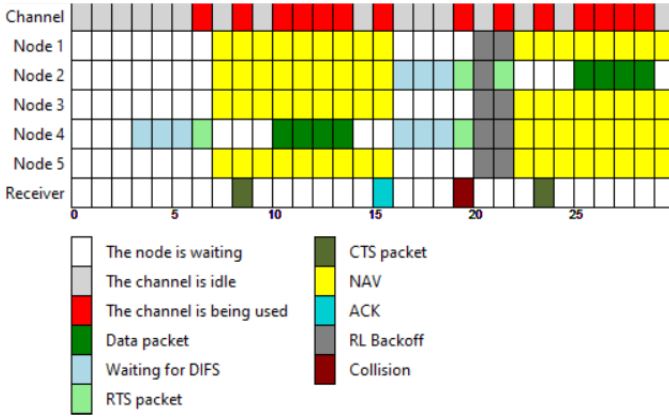 Channel
Node 1
Node 2
Node 3
Node 4
Node 5
Receiver
0 5 10 15 20 25
The node is waiting CTS packet
The channel is idle NAV
The channel is being used ACK
Data packet RL Backoff
Waiting for DIFS Collision
RTS packet